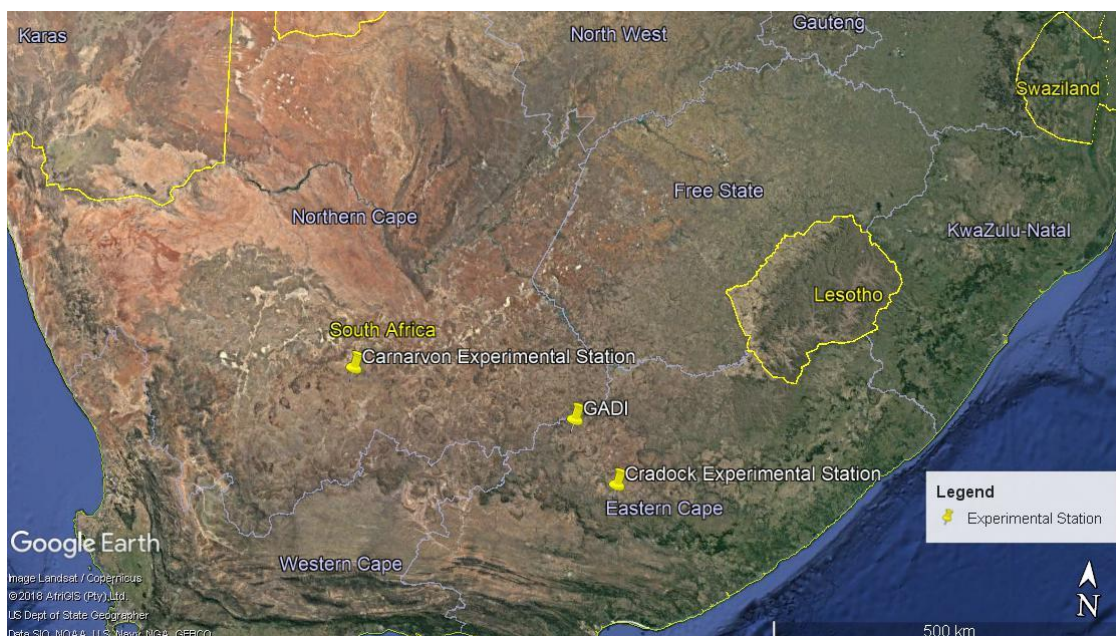 Karas
North West
Gauteng
Swaziland
Free State
Northern Cape
KwaZulu-Natal
Lesotho
South Africa
Carnarvon Experimental Station
GADI
Cradock Experimental Station
Eastern Cape
Legend
Experimental Station
Google Earth
Western Cape
Image Landsat / Copernicus
©2018 AfriGIS (Pty) Ltd.
US Dept of State Geographer
Data SIO, NOAA, U.S. Navy, NGA, GEBCO
N
500 km